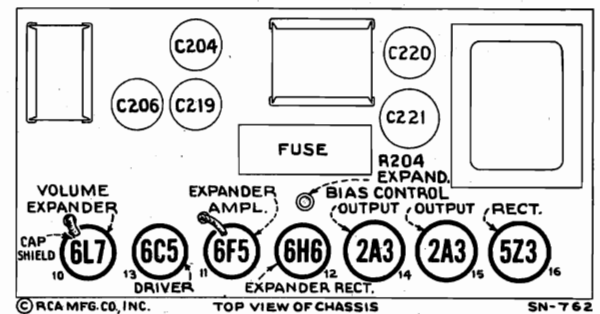 C204
C220
C206
C219
C221
FUSE
R204
EXPAND.
BIAS CONTROL
VOLUME
EXPANDER
EXPANDER
AMPL.
OUTPUT
OUTPUT
RECT.
CAP
SHIELD
6L7
6C5
6F5
6H6
2A3
2A3
5Z3
10
13
1
11
12
14
15
16
DRIVER
EXPANDER RECT.
© RCA MFG. CO., INC.
TOP VIEW OF CHASSIS
SN-762